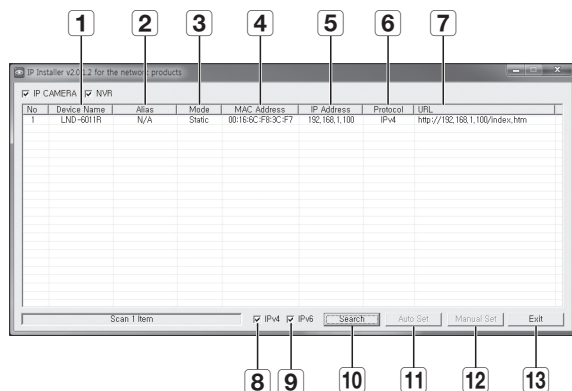 1 2 3 4 5 6 7
IP Installer v2.0.1.2 for the network products
IP CAMERA NVR
No Device Name Alias Mode MAC Address IP Address Protocol URL
1 LND-6011R N/A Static 00:16:6C:F8:3C:F7 192,168,1,100 IPv4 http://192,168,1,100/index,htm
Scan 1 Item IPv4 IPv6 Search Auto Set Manual Set Exit
8 9 10 11 12 13